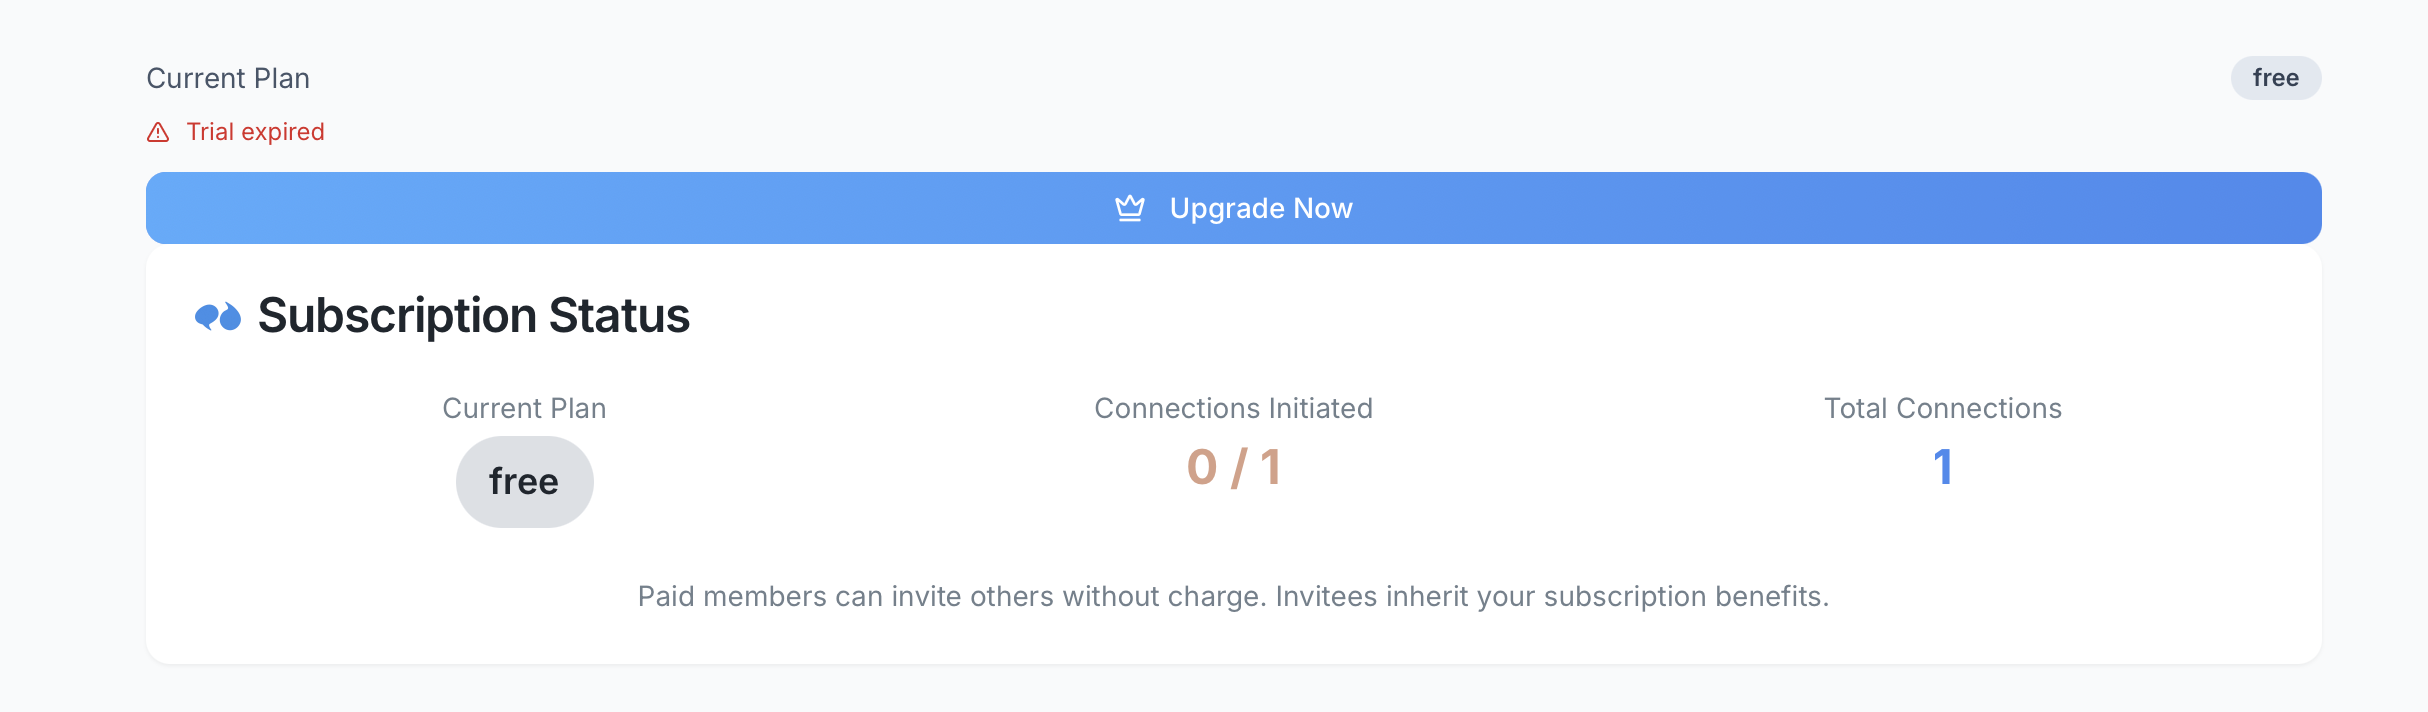 Current Plan
free
Trial expired
Upgrade Now
Subscription Status
Current Plan
Connections Initiated
Total Connections
free
0 / 1
1
Paid members can invite others without charge. Invitees inherit your subscription benefits.